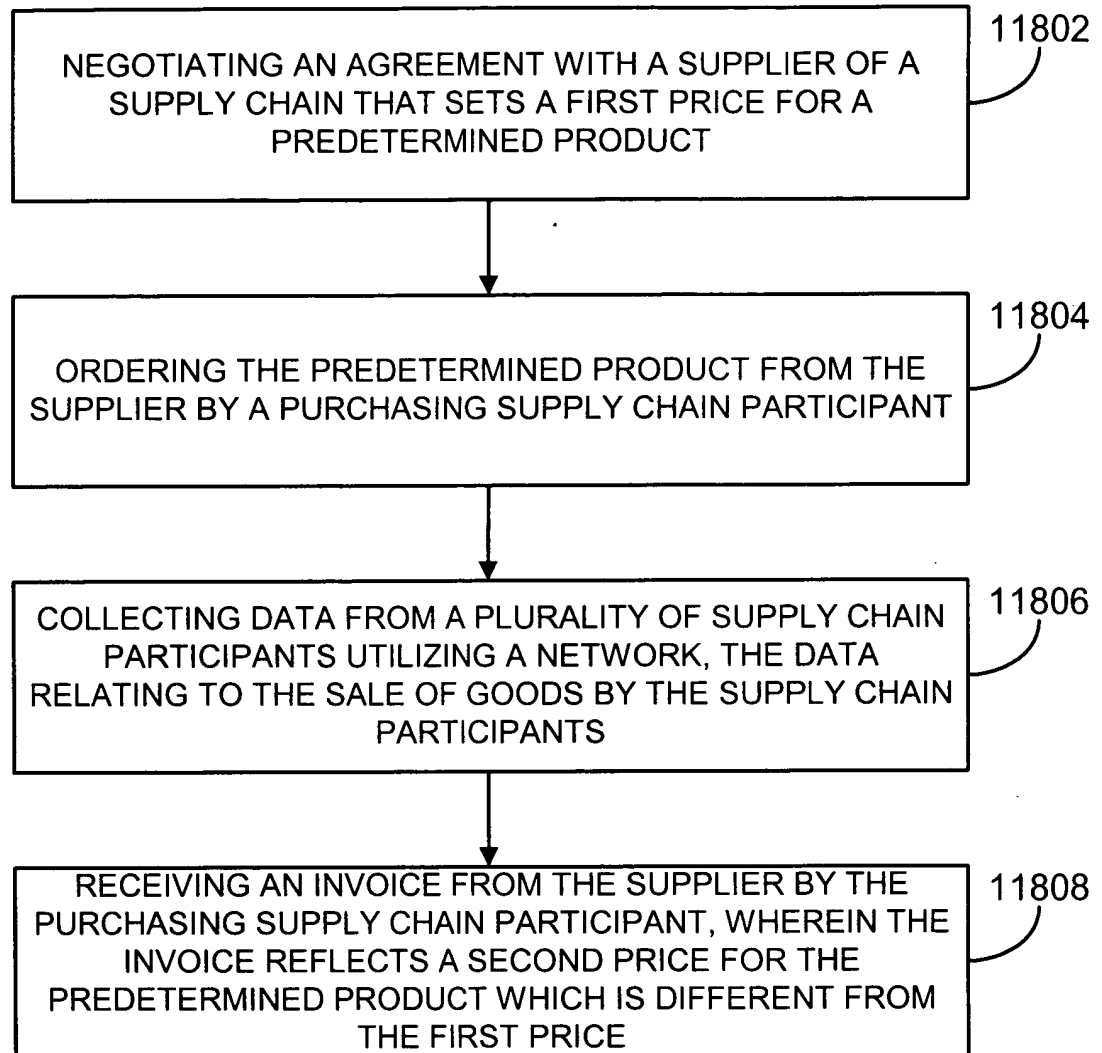 11802
NEGOTIATING AN AGREEMENT WITH A SUPPLIER OF A
SUPPLY CHAIN THAT SETS A FIRST PRICE FOR A
PREDETERMINED PRODUCT
11804
ORDERING THE PREDETERMINED PRODUCT FROM THE
SUPPLIER BY A PURCHASING SUPPLY CHAIN PARTICIPANT
11806
COLLECTING DATA FROM A PLURALITY OF SUPPLY CHAIN
PARTICIPANTS UTILIZING A NETWORK, THE DATA
RELATING TO THE SALE OF GOODS BY THE SUPPLY CHAIN
PARTICIPANTS
11808
RECEIVING AN INVOICE FROM THE SUPPLIER BY THE
PURCHASING SUPPLY CHAIN PARTICIPANT, WHEREIN THE
INVOICE REFLECTS A SECOND PRICE FOR THE
PREDETERMINED PRODUCT WHICH IS DIFFERENT FROM
THE FIRST PRICE